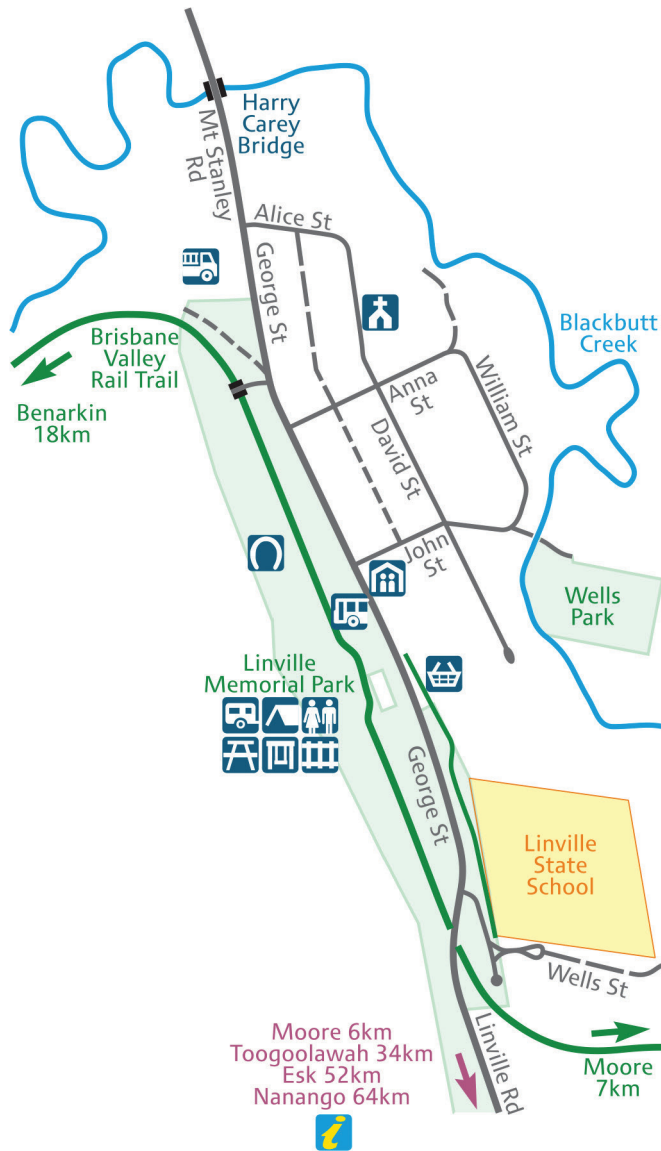 Harry
Carey
Bridge
Mt Stanley
Rd
Alice St
George St
Brisbane
Valley
Rail Trail
Benarkin
18km
Blackbutt
Creek
Anna
St
William St
David St
John
St
Wells
Park
Linville
Memorial Park
George St
Linville
State
School
Wells St
Linville Rd
Moore 6km
Toogoolawah 34km
Esk 52km
Nanango 64km
Moore
7km
i